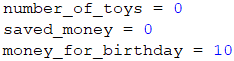 number_of_toys = 0
saved_money = 0
money_for_birthday = 10